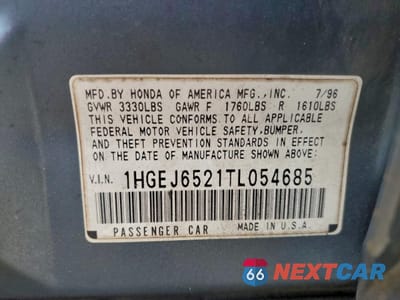 MFD.BY HONDA OF AMERICA MFG.,INC. 7/96
GVWR 3330LBS GAWR F 1760LBS R 1610LBS
THIS VEHICLE CONFORMS TO ALL APPLICABLE
FEDERAL MOTOR VEHICLE SAFETY,BUMPER,
AND THEFT PREVENTION STANDARDS IN EFFECT
ON THE DATE OF MANUFACTURE SHOWN ABOVE.
V.I.N. 1HGEJ6521TL054685
PASSENGER CAR MADE IN U.S.A.
66 NEXTCAR